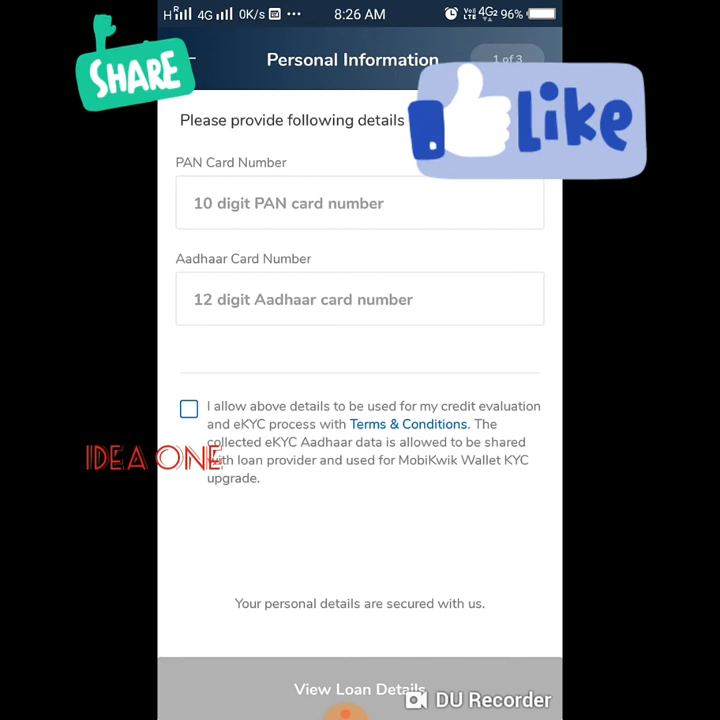 H R 4G 0K/s ••• 8:26 AM VoI LTE 4G2 96%
SHARE
Personal Information
1 of 3
Like
Please provide following details
PAN Card Number
10 digit PAN card number
Aadhaar Card Number
12 digit Aadhaar card number
I allow above details to be used for my credit evaluation
and eKYC process with Terms & Conditions. The
collected eKYC Aadhaar data is allowed to be shared
with loan provider and used for MobiKwik Wallet KYC
upgrade.
IDEA ONE
Your personal details are secured with us.
View Loan Details
DU Recorder